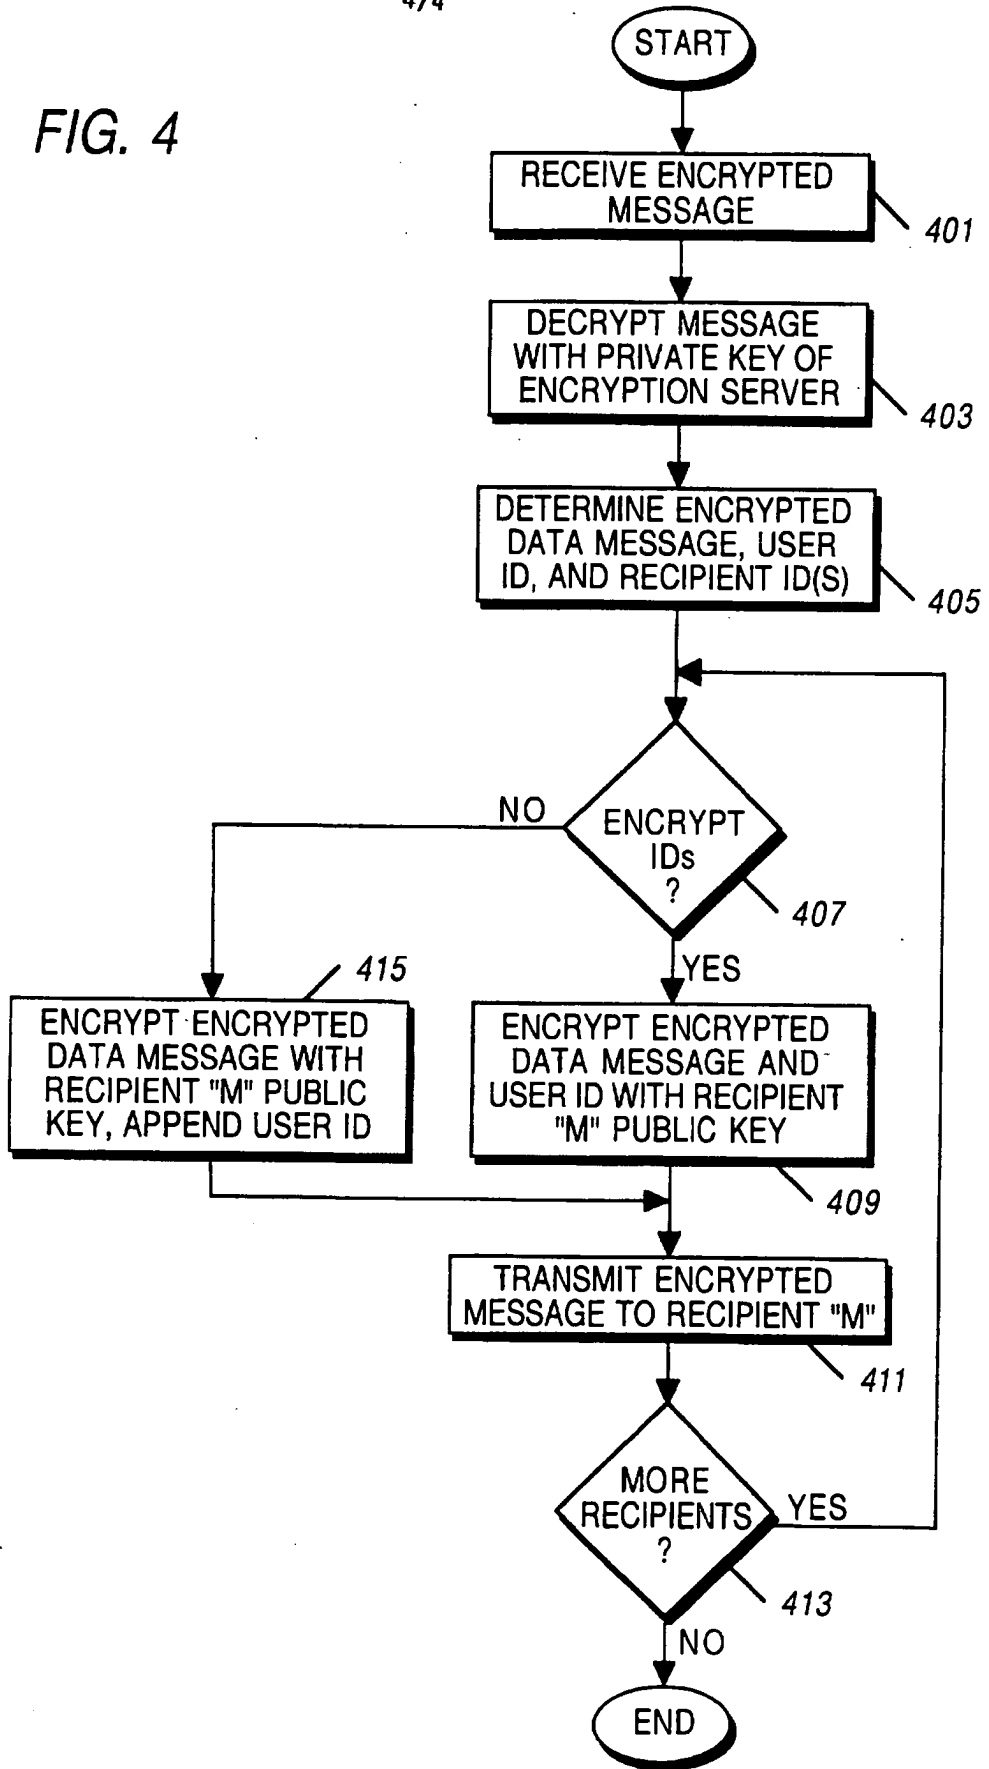 4/4
START
FIG. 4
RECEIVE ENCRYPTED
MESSAGE
401
DECRYPT MESSAGE
WITH PRIVATE KEY OF
ENCRYPTION SERVER
403
DETERMINE ENCRYPTED
DATA MESSAGE, USER
ID, AND RECIPIENT ID(S)
405
NO
ENCRYPT
IDs
?
407
YES
415
ENCRYPT ENCRYPTED
DATA MESSAGE WITH
RECIPIENT "M" PUBLIC
KEY, APPEND USER ID
ENCRYPT ENCRYPTED
DATA MESSAGE AND
USER ID WITH RECIPIENT
"M" PUBLIC KEY
409
TRANSMIT ENCRYPTED
MESSAGE TO RECIPIENT "M"
411
MORE
RECIPIENTS
?
YES
413
NO
END